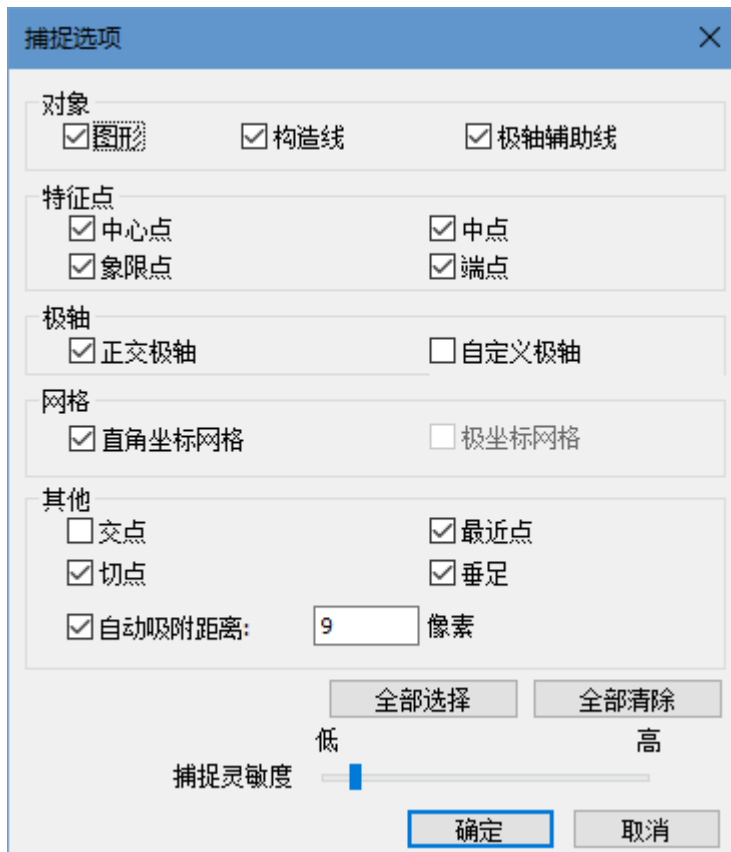 捕捉选项
对象
图形 构造线 极轴辅助线
特征点
中心点 中点
象限点 端点
极轴
正交极轴 自定义极轴
网格
直角坐标网格 极坐标网格
其他
交点 最近点
切点 垂足
自动吸附距离: 9 像素
全部选择 全部清除
低 高
捕捉灵敏度
确定 取消